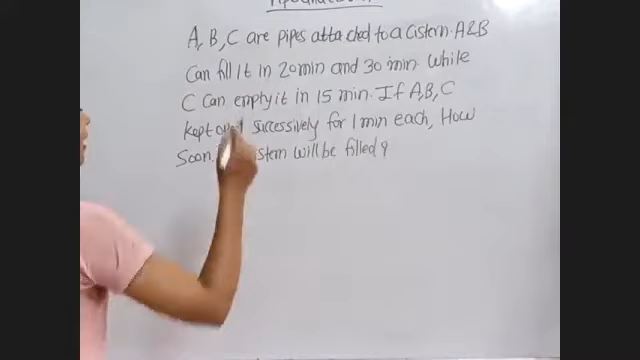 A, B, C are pipes attached to a Cistern. A&B
Can fill it in 20min and 30 min. while
C Can empty it in 15 min. If A,B,C
Kept successively for 1 min each, How
Soon will be filled ?